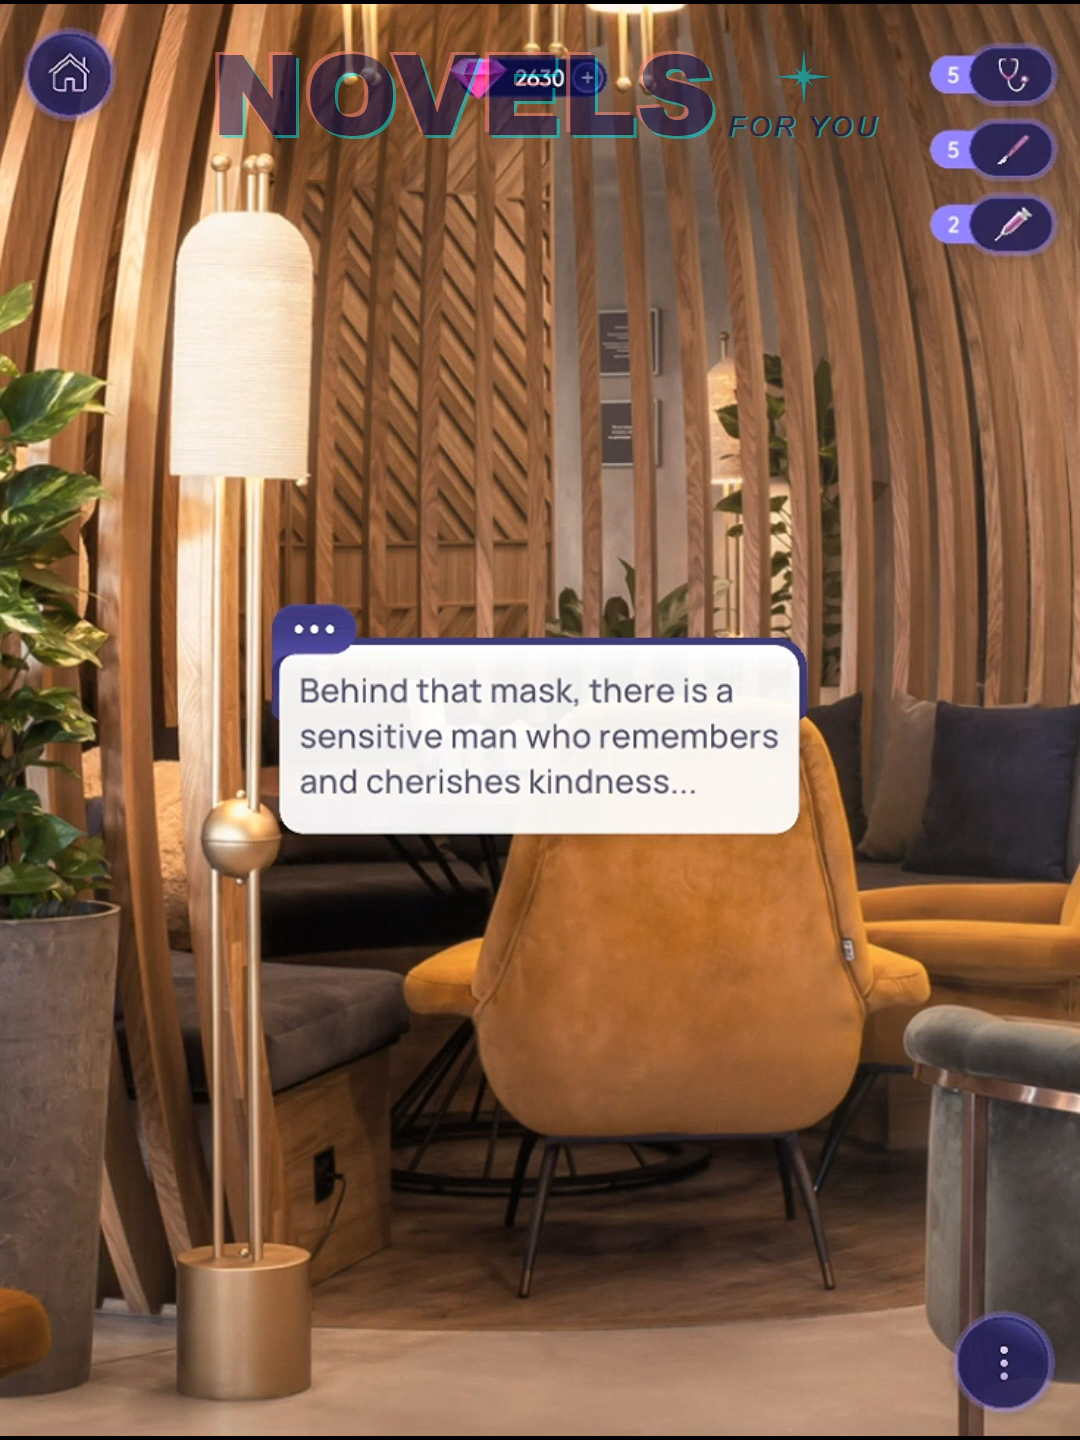 NOVELS
FOR YOU
2630 +
5
5
2
Behind that mask, there is a
sensitive man who remembers
and cherishes kindness...